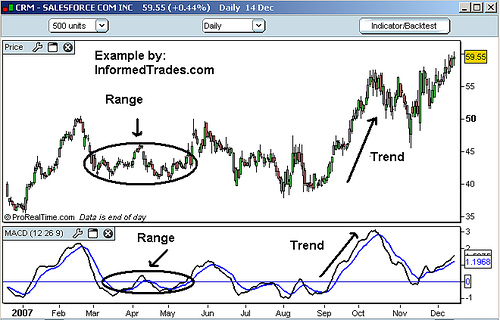 CRM - SALESFORCE COM INC 59.55 (+0.44%) Daily 14 Dec
500 units Daily Indicator/Backtest
Price
Example by:
InformedTrades.com
Range
Trend
59.55
55
50
45
40
35
© ProRealTime.com Data is end of day
MACD (12 26 9)
Range
Trend
3
2
1.1968
0
-1
2007 Feb Mar Apr May Jun Jul Aug Sep Oct Nov Dec